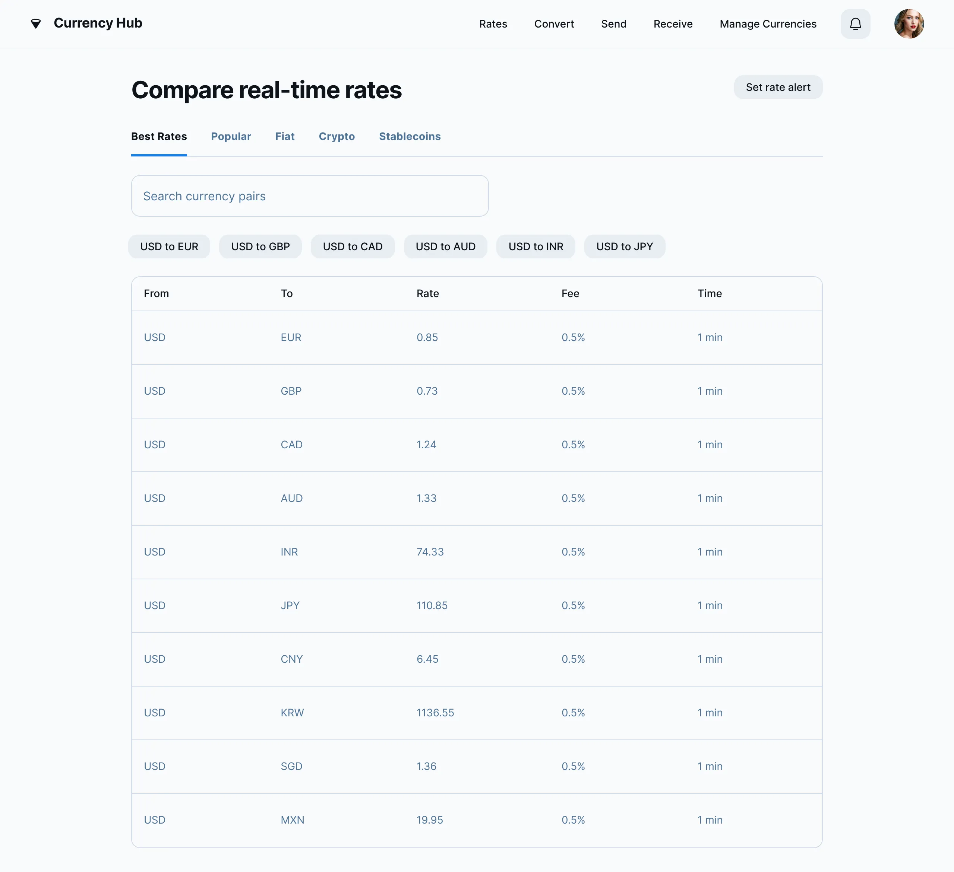 Currency Hub
Rates Convert Send Receive Manage Currencies
Compare real-time rates
Set rate alert
Best Rates Popular Fiat Crypto Stablecoins
Search currency pairs
USD to EUR USD to GBP USD to CAD USD to AUD USD to INR USD to JPY
From To Rate Fee Time
USD EUR 0.85 0.5% 1 min
USD GBP 0.73 0.5% 1 min
USD CAD 1.24 0.5% 1 min
USD AUD 1.33 0.5% 1 min
USD INR 74.33 0.5% 1 min
USD JPY 110.85 0.5% 1 min
USD CNY 6.45 0.5% 1 min
USD KRW 1136.55 0.5% 1 min
USD SGD 1.36 0.5% 1 min
USD MXN 19.95 0.5% 1 min